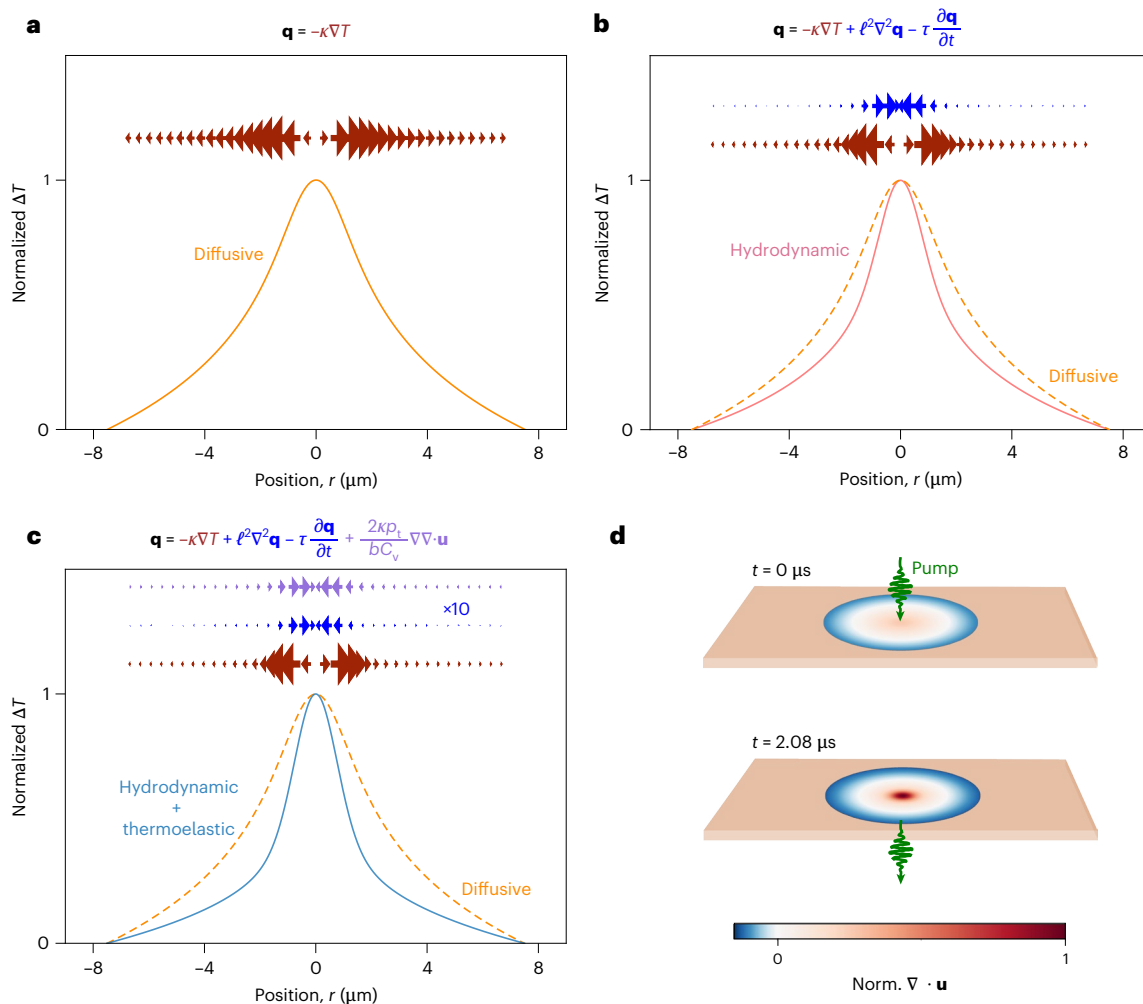 a
q = -κ∇T
Normalized ΔT
1
0
Diffusive
−8 −4 0 4 8
Position, r (μm)
b
q = -κ∇T + ℓ²∇²q − τ ∂q/∂t
Normalized ΔT
1
0
Hydrodynamic
Diffusive
−8 −4 0 4 8
Position, r (μm)
c
q = -κ∇T + ℓ²∇²q − τ ∂q/∂t + 2κpₜ/bCᵥ ∇∇·u
×10
Normalized ΔT
1
0
Hydrodynamic
+
thermoelastic
Diffusive
−8 −4 0 4 8
Position, r (μm)
d
t = 0 μs
Pump
t = 2.08 μs
0 1
Norm. ∇ · u